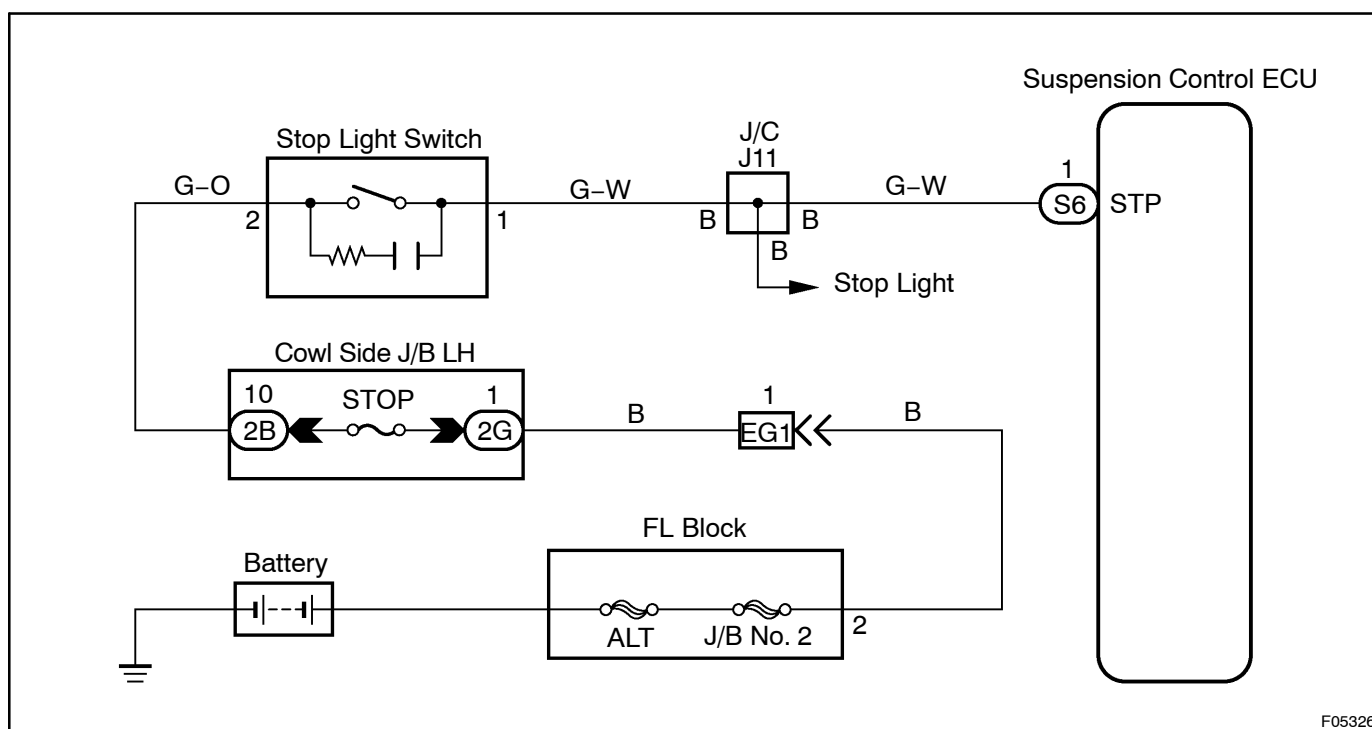 Suspension Control ECU
Stop Light Switch
J/C
J11
G–O
G–W
G–W
1
S6
STP
2
1
B
B
B
Stop Light
Cowl Side J/B LH
10
STOP
1
1
2B
2G
B
EG1
B
FL Block
Battery
ALT
J/B No. 2
2
F05326